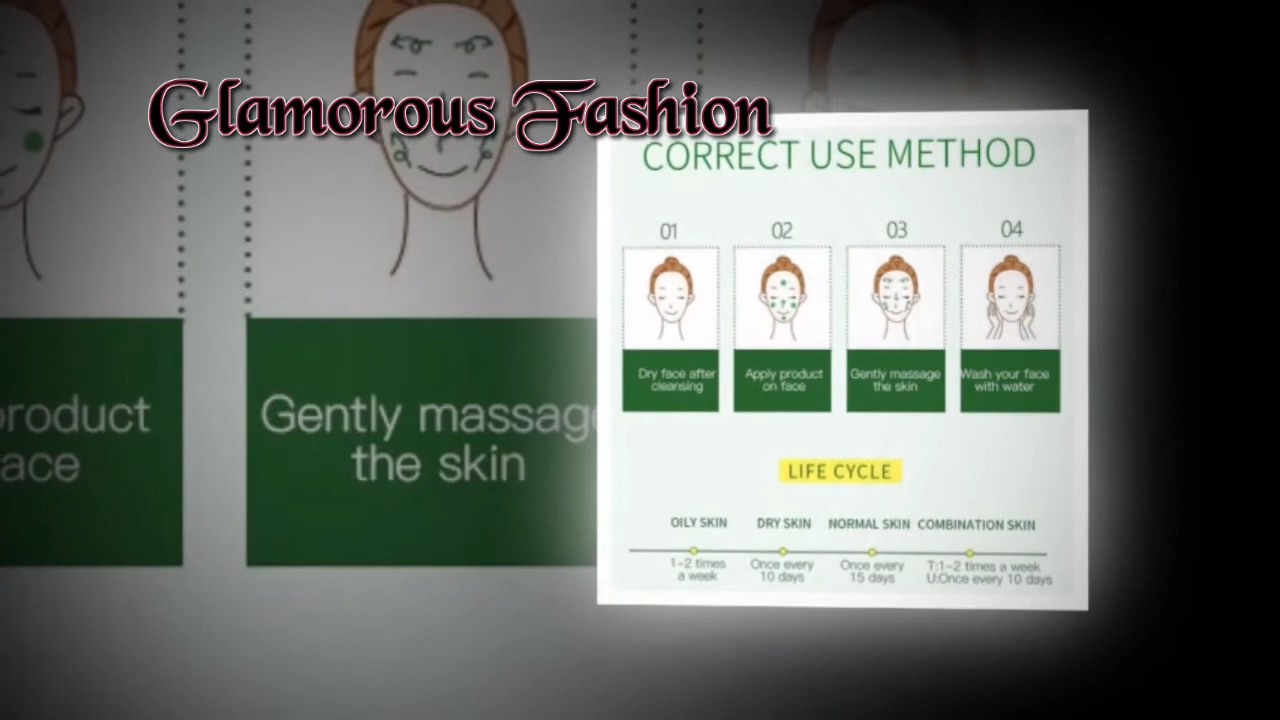 Glamorous Fashion
product
ace
Gently massage
the skin
CORRECT USE METHOD
01
02
03
04
Dry face after
cleansing
Apply product
on face
Gently massage
the skin
Wash your face
with water
LIFE CYCLE
OILY SKIN
DRY SKIN
NORMAL SKIN
COMBINATION SKIN
1-2 times
a week
Once every
10 days
Once every
15 days
T:1-2 times a week
U:Once every 10 days